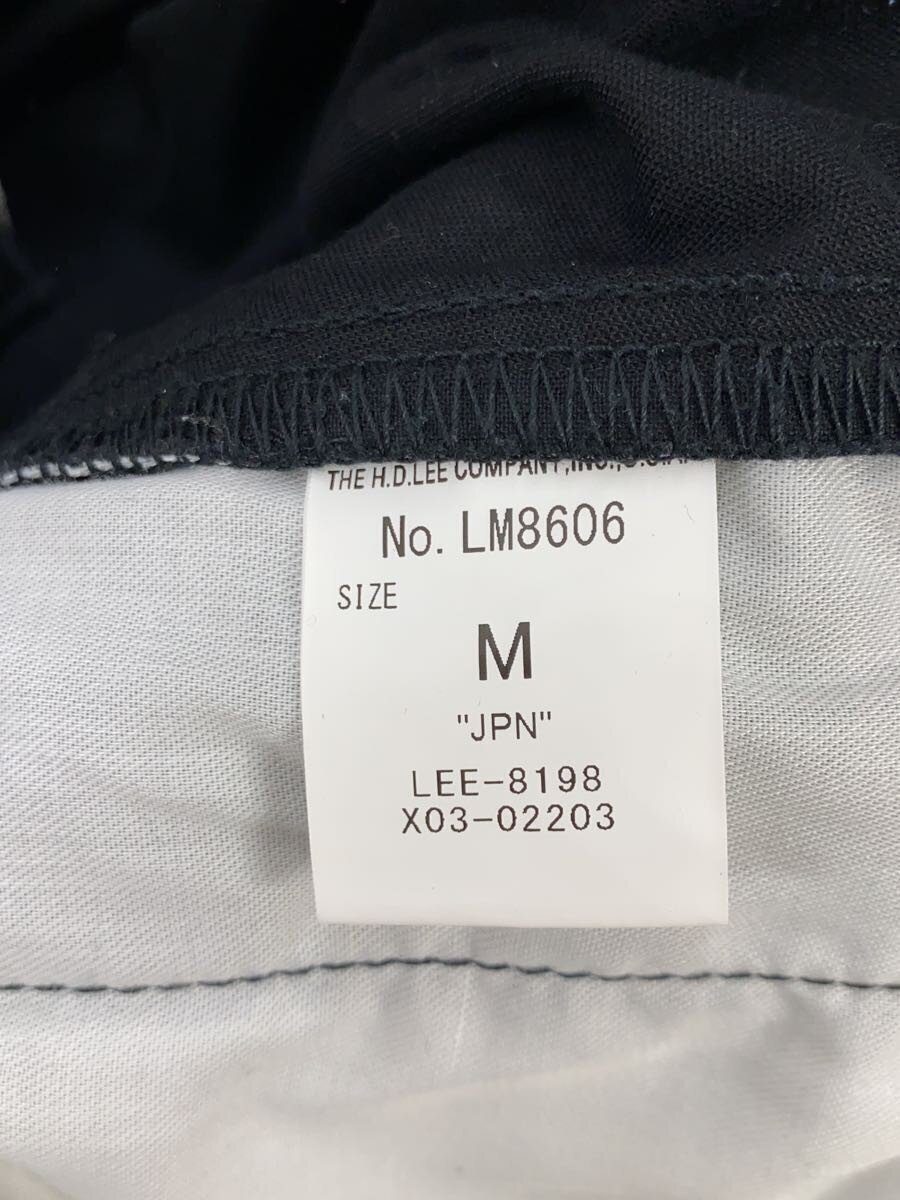 THE H.D.LEE COMPANY, INC., U.S.A.
No. LM8606
SIZE
M
"JPN"
LEE-8198
X03-02203